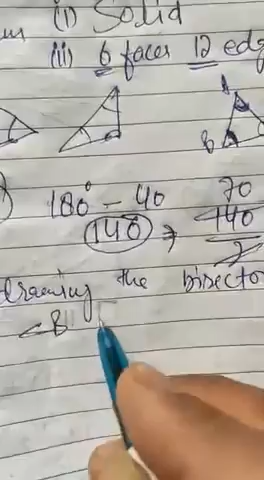 (i) Solid
(ii) 6 faces 12 edg
A
B
180° - 40 70
140 ⇒ 140/2
drawing the bisector
∠B